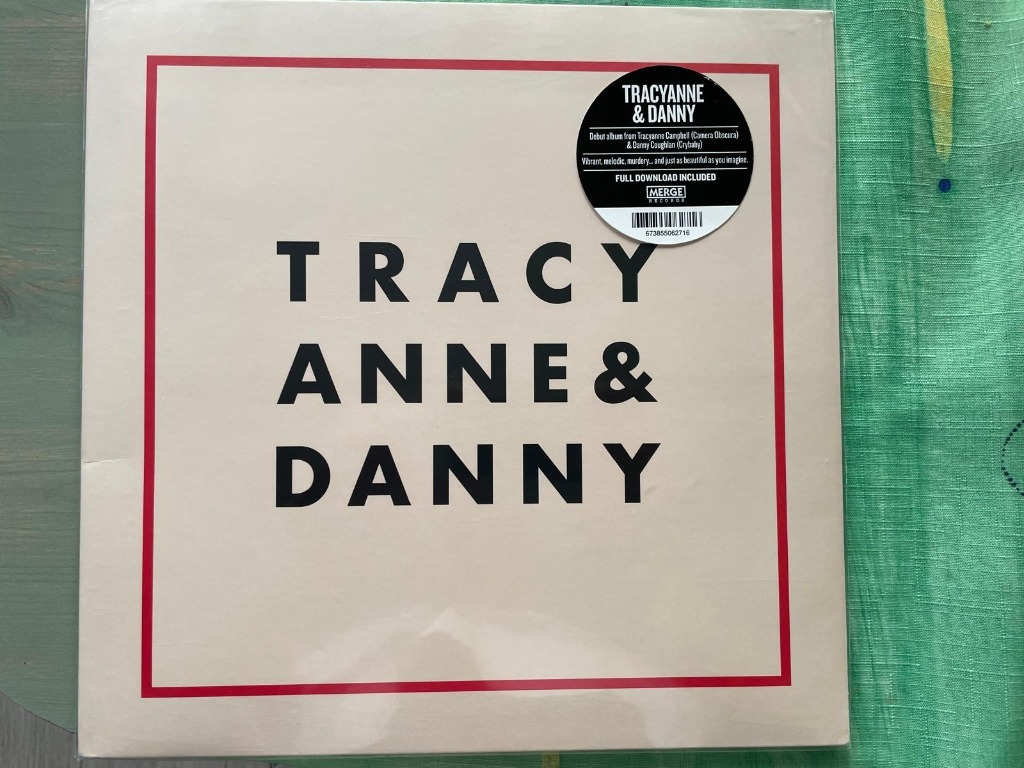 TRACYANNE
& DANNY
Debut album from Tracyanne Campbell (Camera Obscura)
& Danny Coughlan (Crybaby)
Vibrant, melodic, murdery... and just as beautiful as you imagine.
FULL DOWNLOAD INCLUDED
MERGE
RECORDS
673855062716
TRACY
ANNE&
DANNY